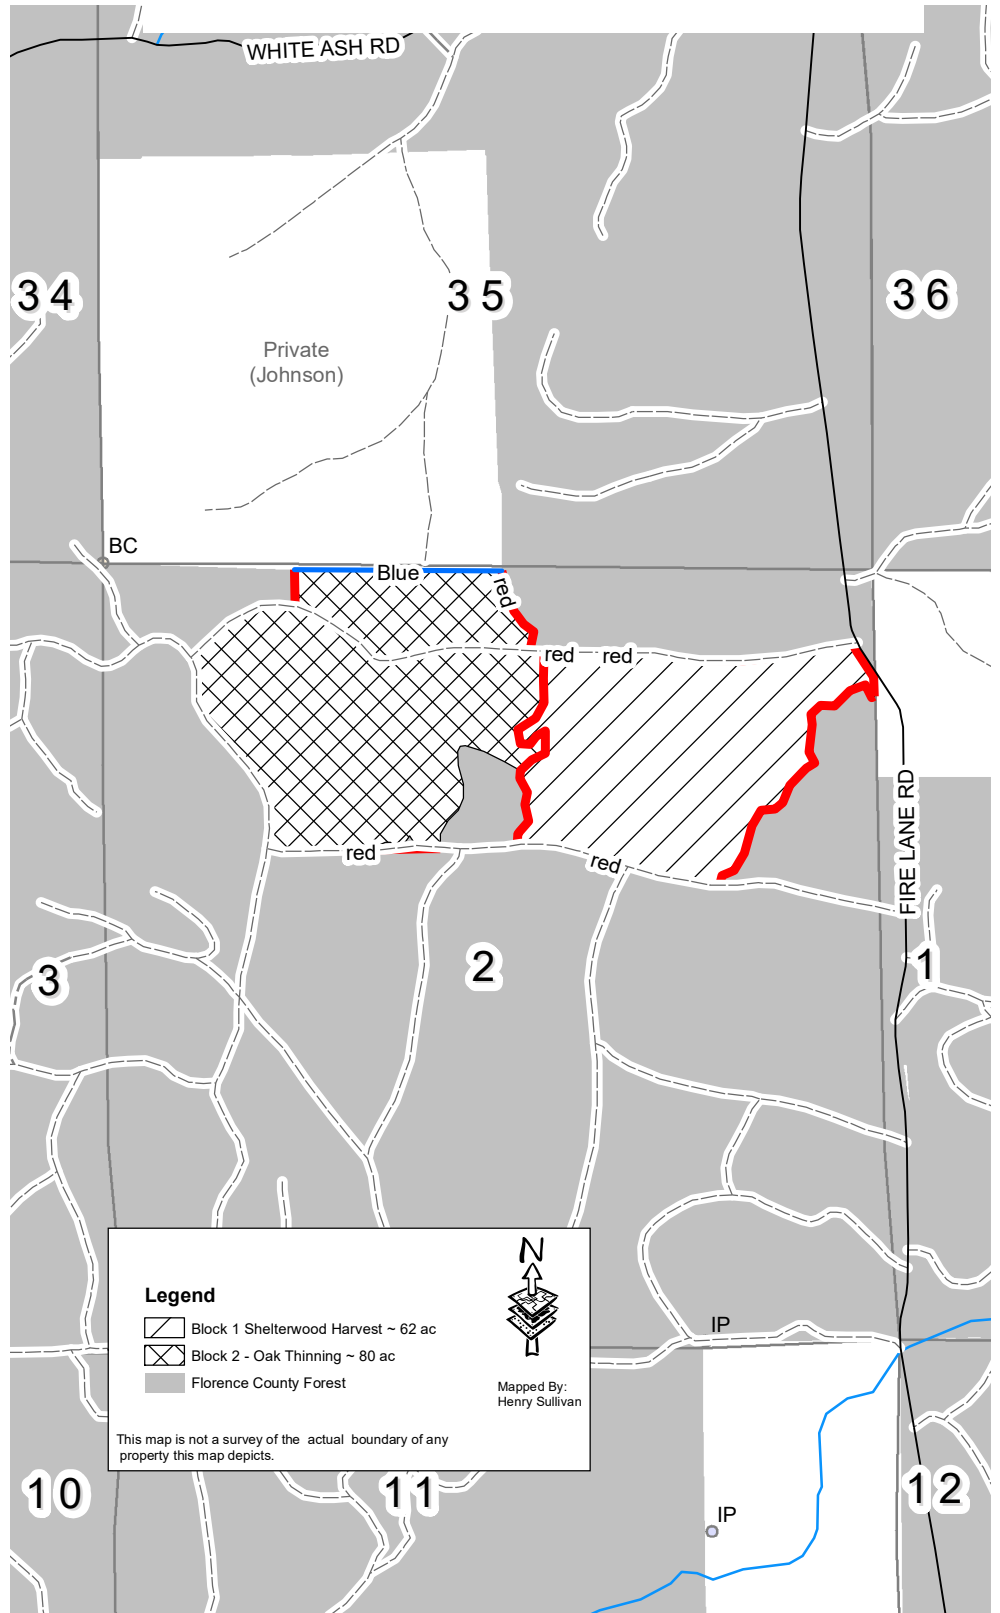 WHITE ASH RD
34
35
36
Private
(Johnson)
BC
Blue
red
red
red
FIRE LANE RD
red
red
3
2
1
N
Legend
Block 1 Shelterwood Harvest ~ 62 ac
Block 2 - Oak Thinning ~ 80 ac
Florence County Forest
Mapped By:
Henry Sullivan
This map is not a survey of the actual boundary of any
property this map depicts.
IP
10
11
12
IP